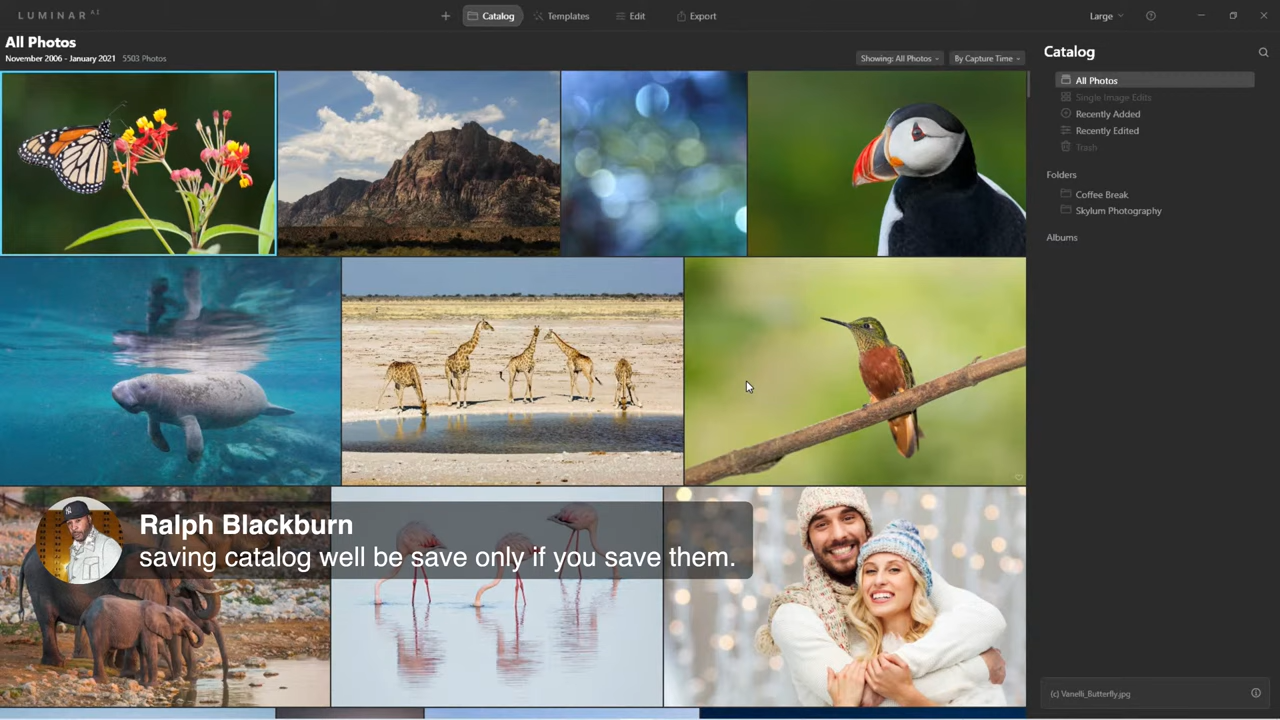 LUMINAR AI
Catalog
Templates
Edit
Export
Large
All Photos
November 2006 - January 2021 5503 Photos
Showing: All Photos
By Capture Time
Catalog
All Photos
Single Image Edits
Recently Added
Recently Edited
Trash
Folders
Coffee Break
Skylum Photography
Albums
Ralph Blackburn
saving catalog well be save only if you save them.
(c) Vanelli_Butterfly.jpg